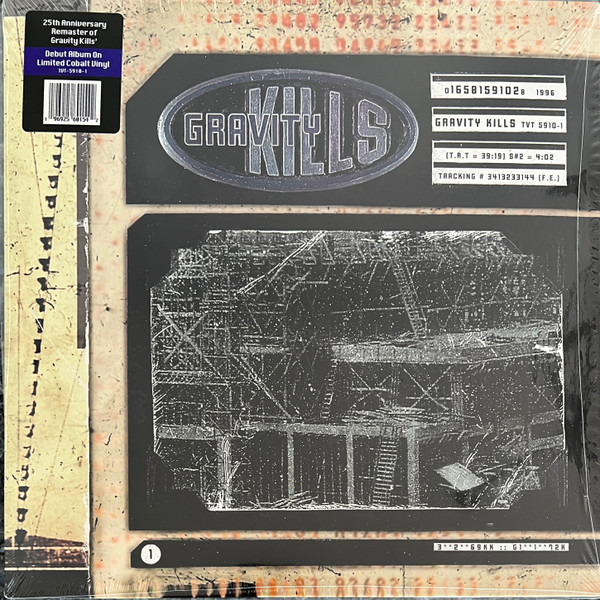 25th Anniversary
Remaster of
Gravity Kills'
Debut Album On
Limited Cobalt Vinyl
TVT-5910-1
GRAVITY
KILLS
016581591028 1996
GRAVITY KILLS TVT 5910-1
(T.R.T = 39:19) S#2 = 4:02
TRACKING # 3413233144 (F.E.)
1